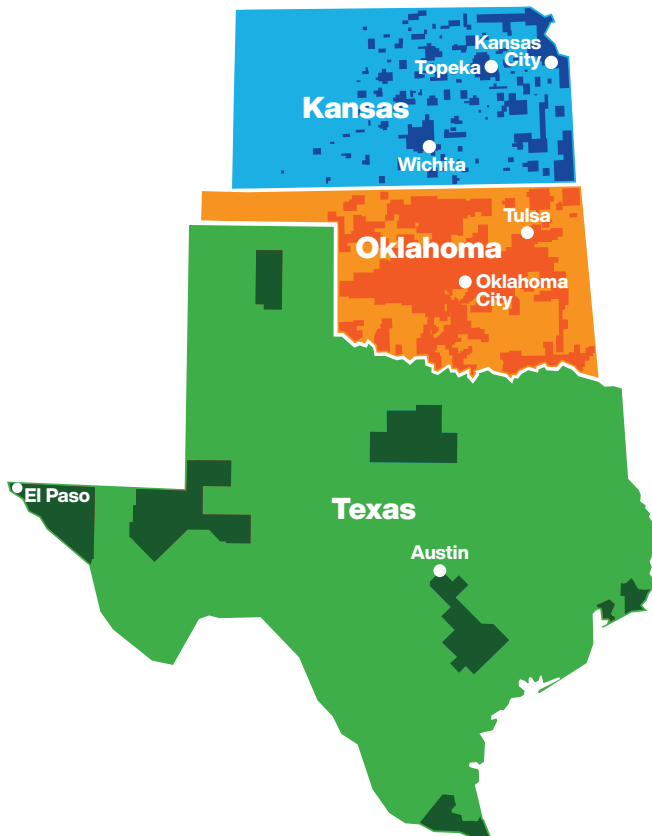 Kansas
City
Topeka
Kansas
Wichita
Tulsa
Oklahoma
Oklahoma
City
El Paso
Texas
Austin